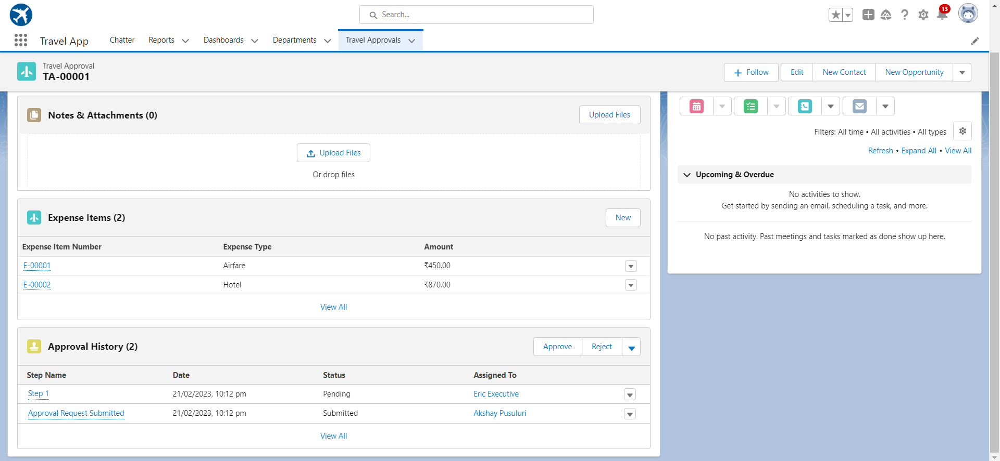 Search...
13
Travel App
Chatter
Reports
Dashboards
Departments
Travel Approvals
Travel Approval
TA-00001
Follow
Edit
New Contact
New Opportunity
Notes & Attachments (0)
Upload Files
Upload Files
Or drop files
Expense Items (2)
New
Expense Item Number Expense Type Amount
E-00001 Airfare ₹450.00
E-00002 Hotel ₹870.00
View All
Approval History (2)
Approve
Reject
Step Name Date Status Assigned To
Step 1 21/02/2023, 10:12 pm Pending Eric Executive
Approval Request Submitted 21/02/2023, 10:12 pm Submitted Akshay Pusuluri
View All
Filters: All time • All activities • All types
Refresh • Expand All • View All
Upcoming & Overdue
No activities to show.
Get started by sending an email, scheduling a task, and more.
No past activity. Past meetings and tasks marked as done show up here.